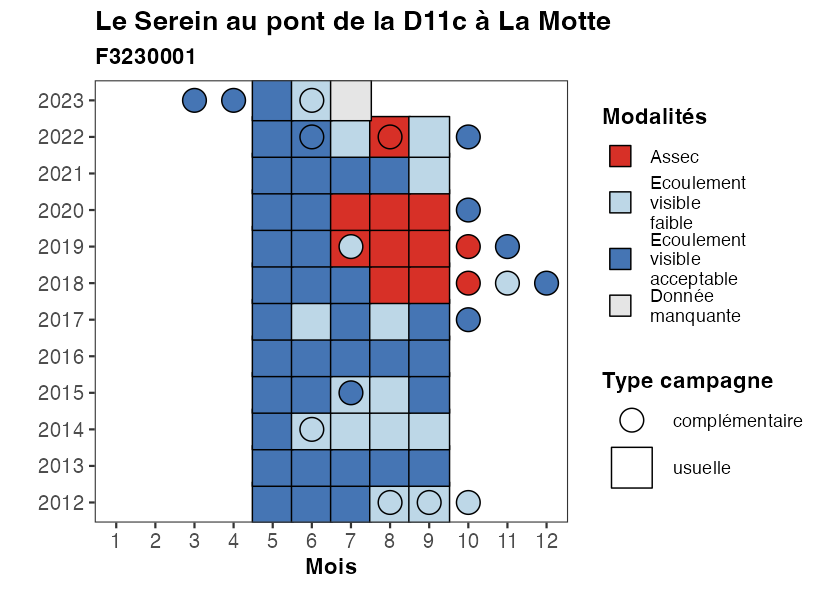 Le Serein au pont de la D11c à La Motte
F3230001
2023
2022
2021
2020
2019
2018
2017
2016
2015
2014
2013
2012
1 2 3 4 5 6 7 8 9 10 11 12
Mois
Modalités
Assec
Ecoulement
visible
faible
Ecoulement
visible
acceptable
Donnée
manquante
Type campagne
complémentaire
usuelle